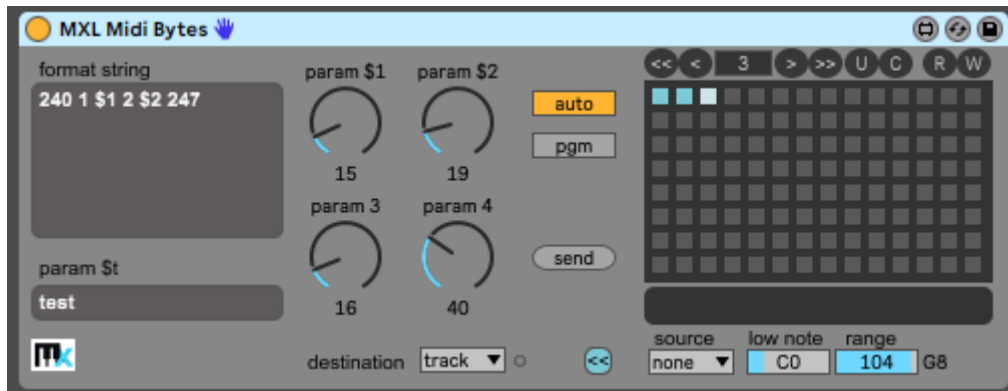 MXL Midi Bytes
format string
240 1 $1 2 $2 247
param $t
test
mx
param $1 param $2
15 19
param 3 param 4
16 40
destination track
auto
pgm
send
<<
<< < 3 > >> U C R W
source low note range
none C0 104 G8